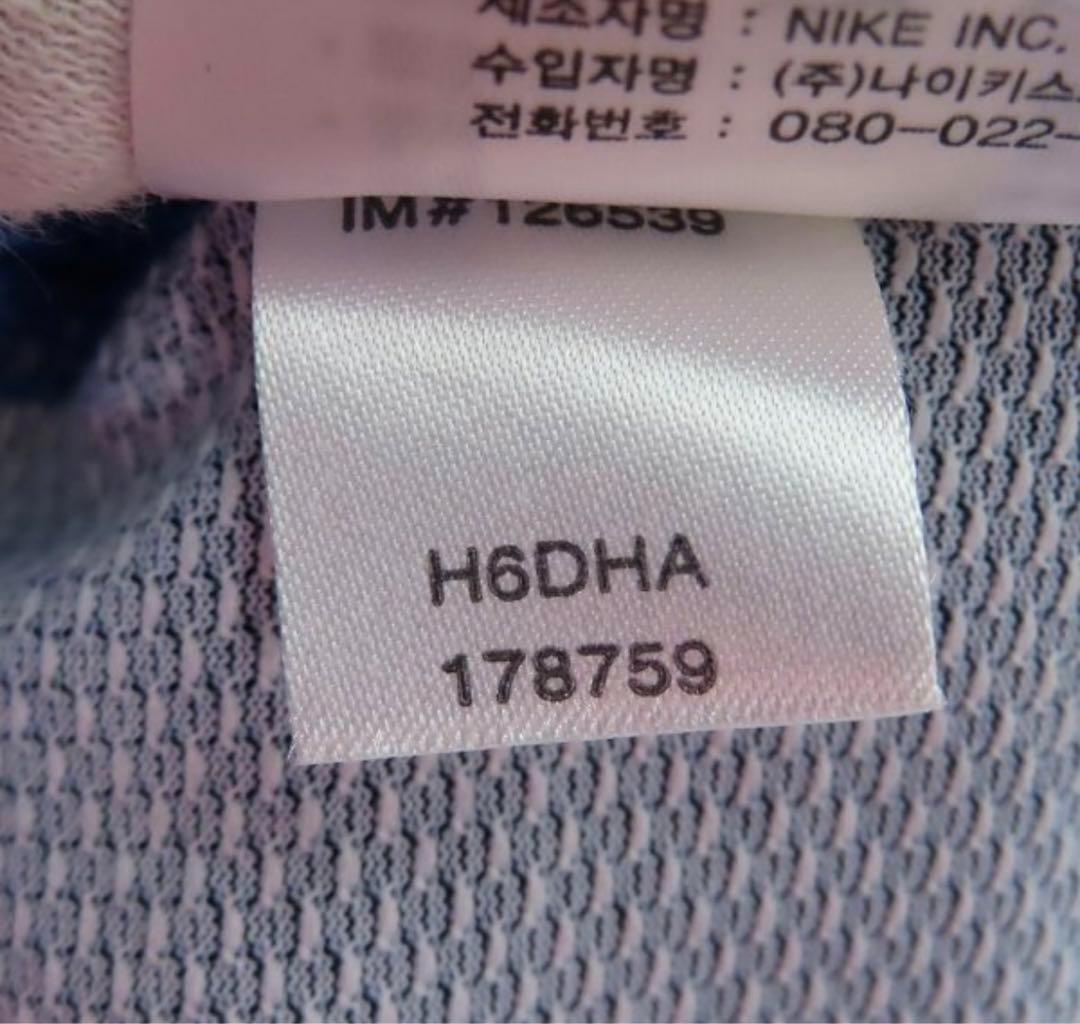 제조자명 : NIKE INC.
수입자명 : (주)나이키스
전화번호 : 080-022-
IM# 126539
H6DHA
178759